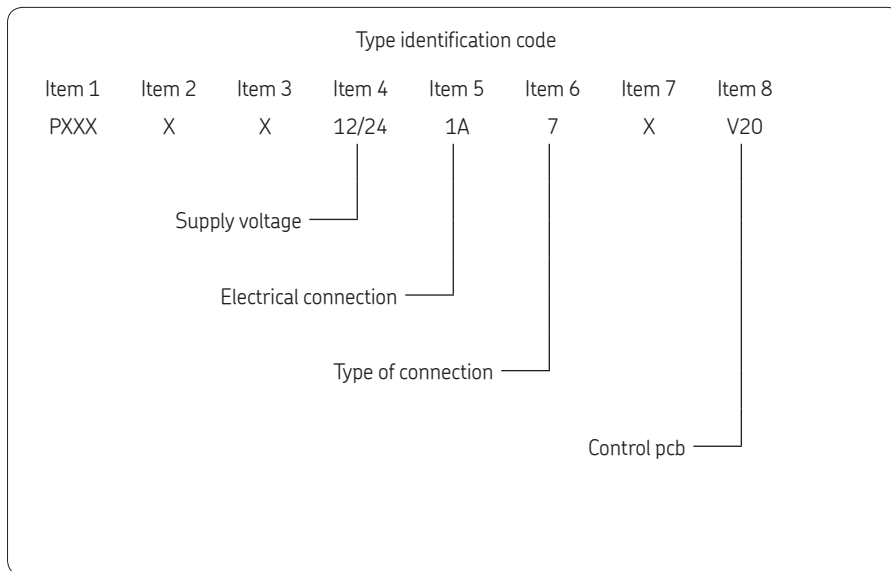 Type identification code
Item 1 Item 2 Item 3 Item 4 Item 5 Item 6 Item 7 Item 8
PXXX X X 12/24 1A 7 X V20
Supply voltage
Electrical connection
Type of connection
Control pcb